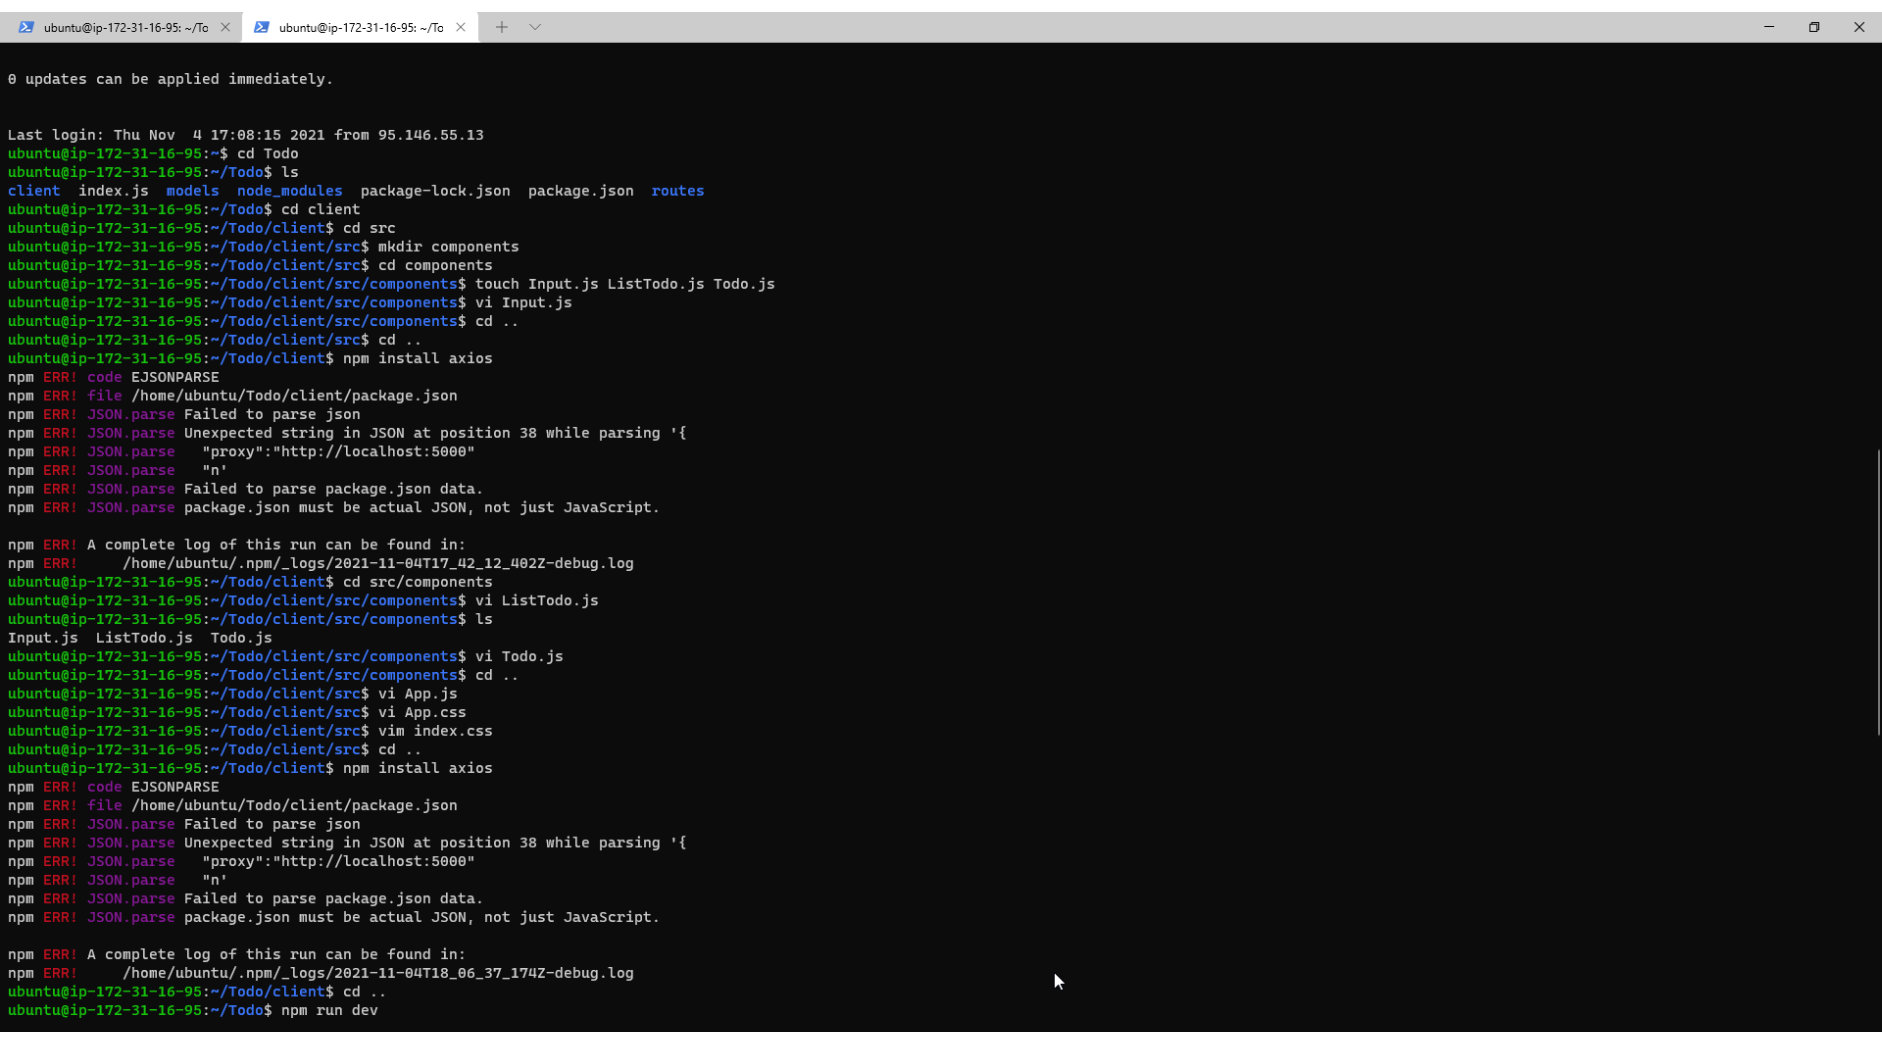 ubuntu@ip-172-31-16-95: ~/To
ubuntu@ip-172-31-16-95: ~/To
0 updates can be applied immediately.
Last login: Thu Nov  4 17:08:15 2021 from 95.146.55.13
ubuntu@ip-172-31-16-95:~$ cd Todo
ubuntu@ip-172-31-16-95:~/Todo$ ls
client  index.js  models  node_modules  package-lock.json  package.json  routes
ubuntu@ip-172-31-16-95:~/Todo$ cd client
ubuntu@ip-172-31-16-95:~/Todo/client$ cd src
ubuntu@ip-172-31-16-95:~/Todo/client/src$ mkdir components
ubuntu@ip-172-31-16-95:~/Todo/client/src$ cd components
ubuntu@ip-172-31-16-95:~/Todo/client/src/components$ touch Input.js ListTodo.js Todo.js
ubuntu@ip-172-31-16-95:~/Todo/client/src/components$ vi Input.js
ubuntu@ip-172-31-16-95:~/Todo/client/src/components$ cd ..
ubuntu@ip-172-31-16-95:~/Todo/client/src$ cd ..
ubuntu@ip-172-31-16-95:~/Todo/client$ npm install axios
npm ERR! code EJSONPARSE
npm ERR! file /home/ubuntu/Todo/client/package.json
npm ERR! JSON.parse Failed to parse json
npm ERR! JSON.parse Unexpected string in JSON at position 38 while parsing '{
npm ERR! JSON.parse   "proxy":"http://localhost:5000"
npm ERR! JSON.parse   "n'
npm ERR! JSON.parse Failed to parse package.json data.
npm ERR! JSON.parse package.json must be actual JSON, not just JavaScript.
npm ERR! A complete log of this run can be found in:
npm ERR!     /home/ubuntu/.npm/_logs/2021-11-04T17_42_12_402Z-debug.log
ubuntu@ip-172-31-16-95:~/Todo/client$ cd src/components
ubuntu@ip-172-31-16-95:~/Todo/client/src/components$ vi ListTodo.js
ubuntu@ip-172-31-16-95:~/Todo/client/src/components$ ls
Input.js  ListTodo.js  Todo.js
ubuntu@ip-172-31-16-95:~/Todo/client/src/components$ vi Todo.js
ubuntu@ip-172-31-16-95:~/Todo/client/src/components$ cd ..
ubuntu@ip-172-31-16-95:~/Todo/client/src$ vi App.js
ubuntu@ip-172-31-16-95:~/Todo/client/src$ vi App.css
ubuntu@ip-172-31-16-95:~/Todo/client/src$ vim index.css
ubuntu@ip-172-31-16-95:~/Todo/client/src$ cd ..
ubuntu@ip-172-31-16-95:~/Todo/client$ npm install axios
npm ERR! code EJSONPARSE
npm ERR! file /home/ubuntu/Todo/client/package.json
npm ERR! JSON.parse Failed to parse json
npm ERR! JSON.parse Unexpected string in JSON at position 38 while parsing '{
npm ERR! JSON.parse   "proxy":"http://localhost:5000"
npm ERR! JSON.parse   "n'
npm ERR! JSON.parse Failed to parse package.json data.
npm ERR! JSON.parse package.json must be actual JSON, not just JavaScript.
npm ERR! A complete log of this run can be found in:
npm ERR!     /home/ubuntu/.npm/_logs/2021-11-04T18_06_37_174Z-debug.log
ubuntu@ip-172-31-16-95:~/Todo/client$ cd ..
ubuntu@ip-172-31-16-95:~/Todo$ npm run dev